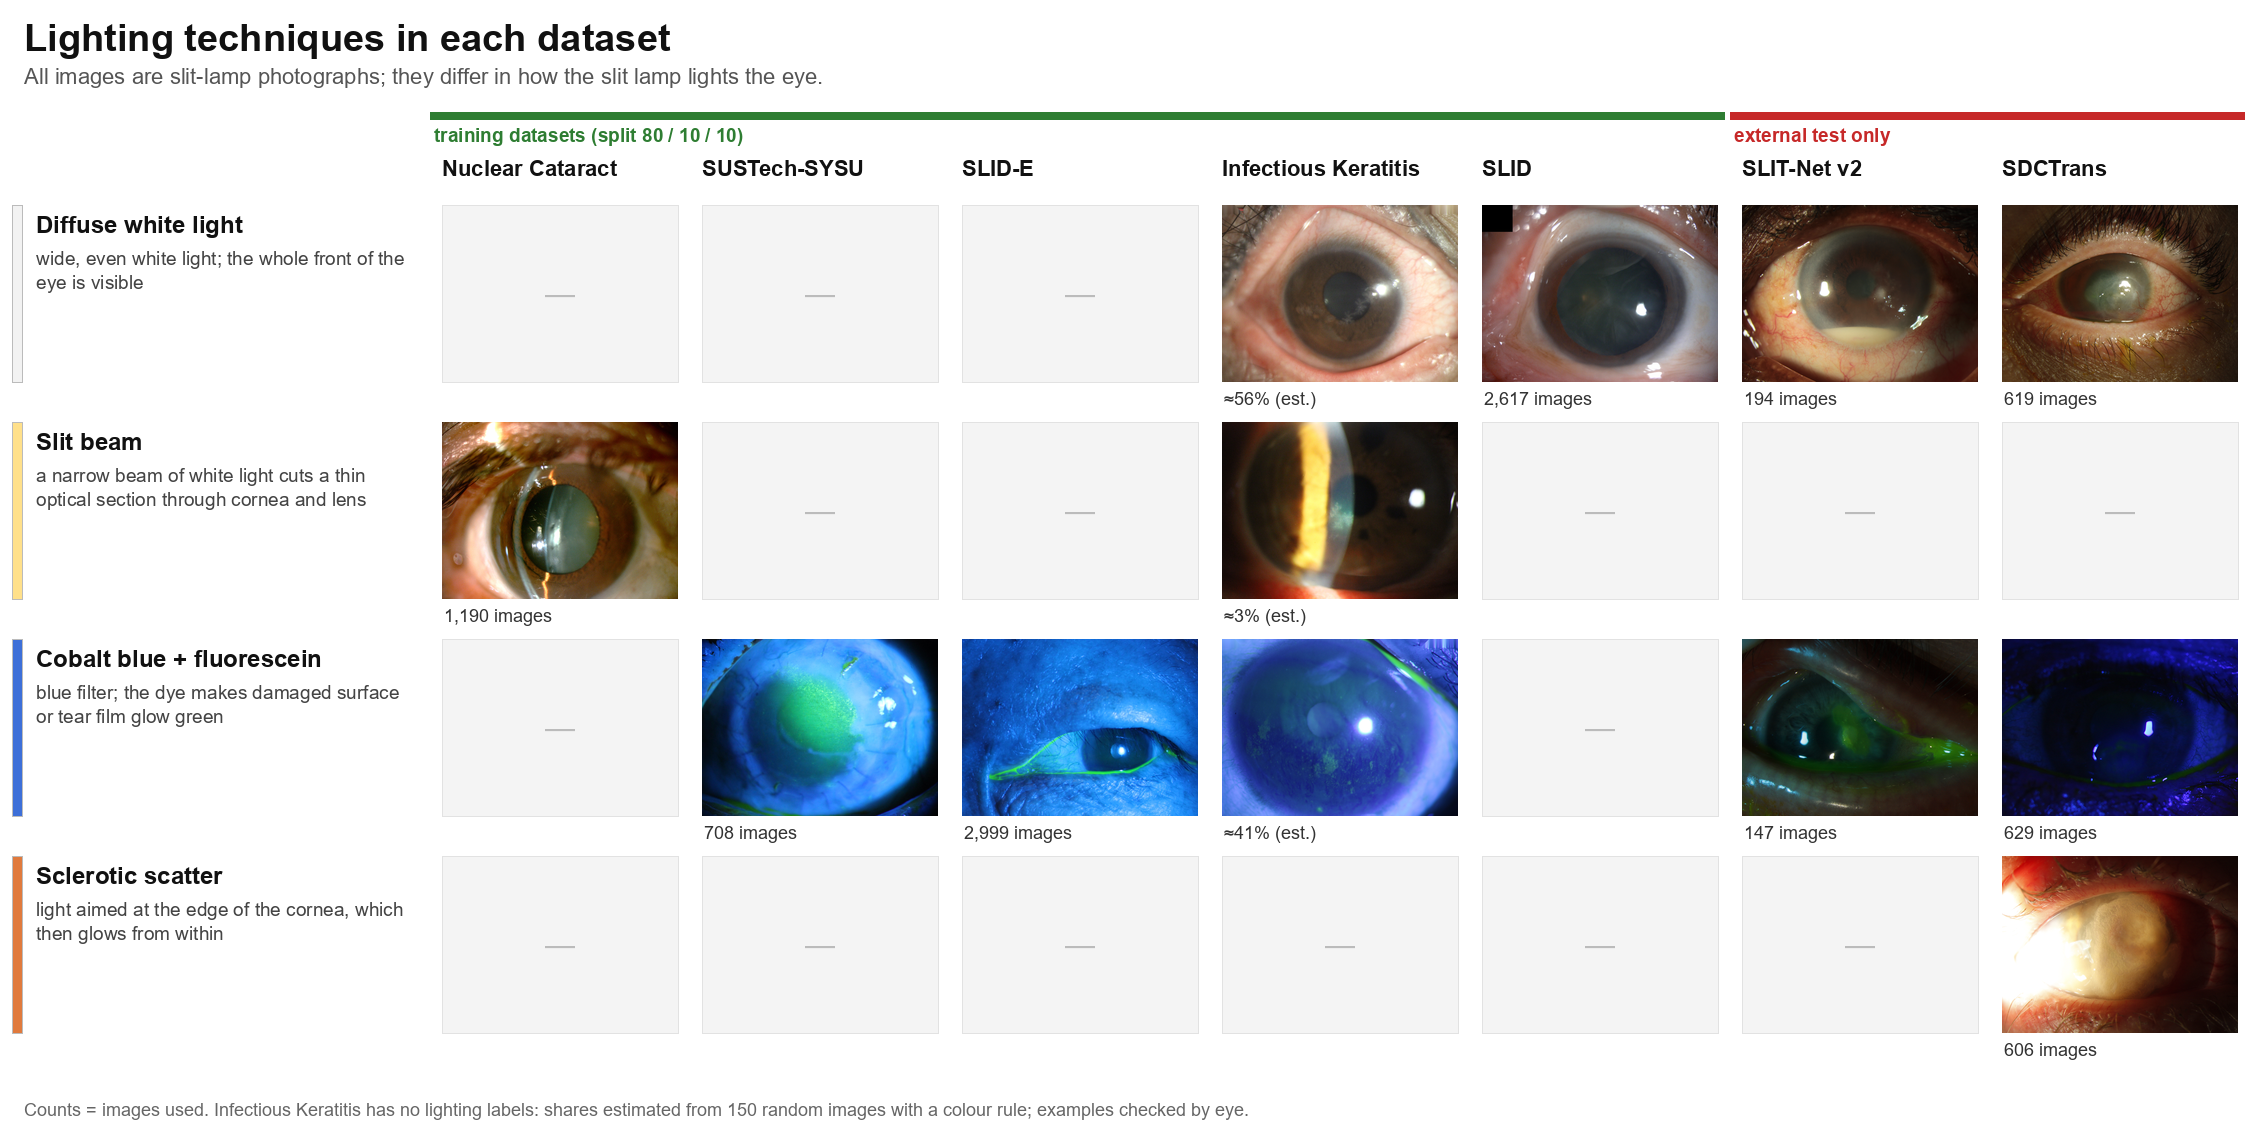 Lighting techniques in each dataset
All images are slit-lamp photographs; they differ in how the slit lamp lights the eye.
training datasets (split 80 / 10 / 10)
external test only
Nuclear Cataract
SUSTech-SYSU
SLID-E
Infectious Keratitis
SLID
SLIT-Net v2
SDCTrans
Diffuse white light
wide, even white light; the whole front of the
eye is visible
—
—
—
≈56% (est.)
2,617 images
194 images
619 images
Slit beam
a narrow beam of white light cuts a thin
optical section through cornea and lens
1,190 images
—
—
≈3% (est.)
—
—
—
Cobalt blue + fluorescein
blue filter; the dye makes damaged surface
or tear film glow green
—
708 images
2,999 images
≈41% (est.)
—
147 images
629 images
Sclerotic scatter
light aimed at the edge of the cornea, which
then glows from within
—
—
—
—
—
—
606 images
Counts = images used. Infectious Keratitis has no lighting labels: shares estimated from 150 random images with a colour rule; examples checked by eye.